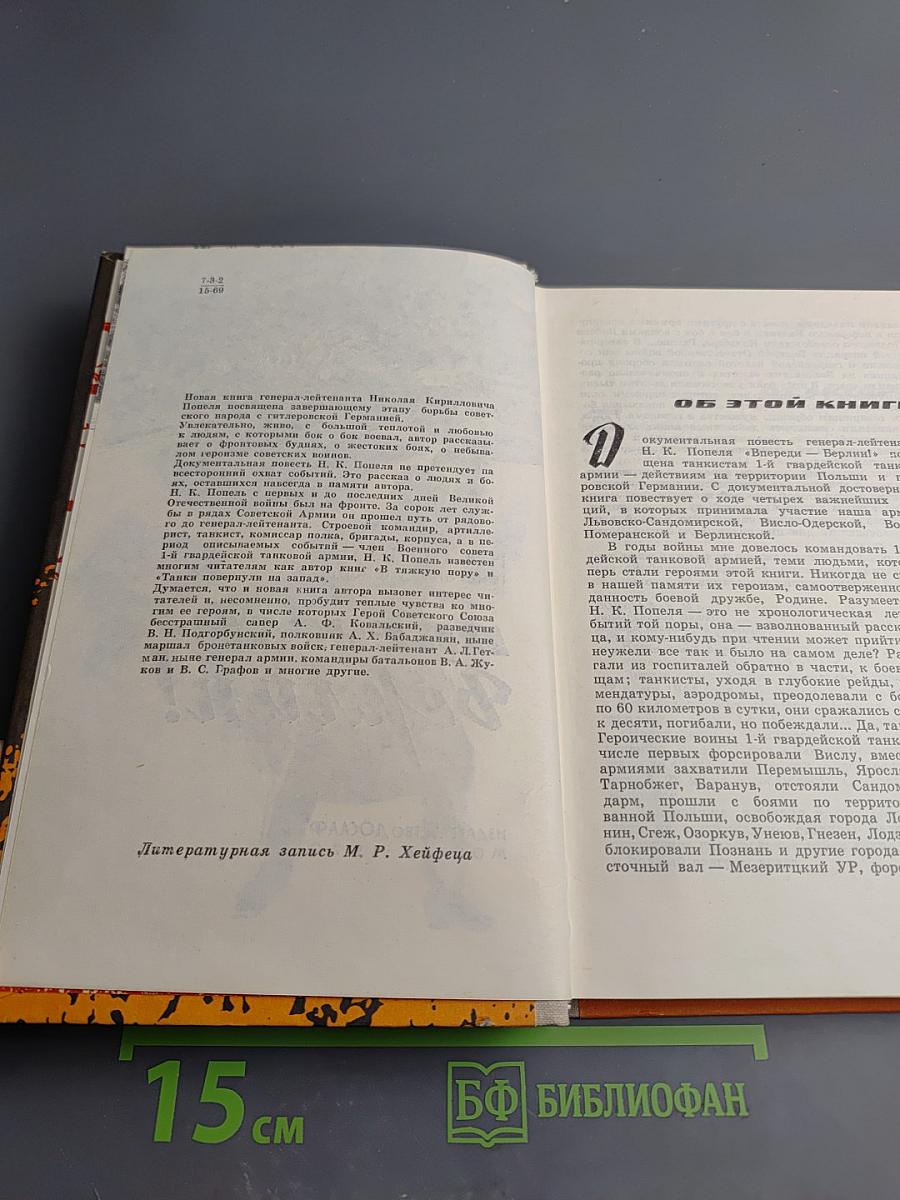 7-3-2
15-69
Новая книга генерал-лейтенанта Николая Кирилловича
Попеля посвящена завершающему этапу борьбы совет-
ского народа с гитлеровской Германией.
Увлекательно, живо, с большой теплотой и любовью
к людям, с которыми бок о бок воевал, автор рассказы-
вает о фронтовых буднях, о жестоких боях, о небыва-
лом героизме советских воинов.
Документальная повесть Н. К. Попеля не претендует на
всесторонний охват событий. Это рассказ о людях и бо-
ях, оставшихся навсегда в памяти автора.
Н. К. Попель с первых и до последних дней Великой
Отечественной войны был на фронте. За сорок лет служ-
бы в рядах Советской Армии он прошел путь от рядово-
го до генерал-лейтенанта. Строевой командир, артилле-
рист, танкист, комиссар полка, бригады, корпуса, а в пе-
риод описываемых событий — член Военного совета
1-й гвардейской танковой армии, Н. К. Попель известен
многим читателям как автор книг «В тяжкую пору» и
«Танки повернули на запад».
Думается, что и новая книга автора вызовет интерес чи-
тателей и, несомненно, пробудит теплые чувства ко мно-
гим ее героям, в числе которых Герой Советского Союза
бесстрашный сапер А. Ф. Ковальский, разведчик
В. Н. Подгорбунский, полковник А. Х. Бабаджанян, ныне
маршал бронетанковых войск, генерал-лейтенант А. Л. Гет-
ман, ныне генерал армии, командиры батальонов В. А. Жу-
ков и В. С. Графов и многие другие.
Литературная запись М. Р. Хейфеца
ОБ ЭТОЙ КНИГЕ
Документальная повесть генерал-лейтена
Н. К. Попеля «Впереди — Берлин!» по
щена танкистам 1-й гвардейской танк
армии — действиям на территории Польши и г
ровской Германии. С документальной достоверн
книга повествует о ходе четырех важнейших
ций, в которых принимала участие наша ар
Львовско-Сандомирской, Висло-Одерской, Во
Померанской и Берлинской.
В годы войны мне довелось командовать 1
дейской танковой армией, теми людьми, кото
перь стали героями этой книги. Никогда не с
в нашей памяти их героизм, самоотверженно
данность боевой дружбе, Родине. Разумеет
Н. К. Попеля — это не хронологическая ле
бытий той поры, она — взволнованный расск
ца, и кому-нибудь при чтении может прийти
неужели все так и было на самом деле? Ра
гали из госпиталей обратно в части, к боев
щам; танкисты, уходя в глубокие рейды,
мендатуры, аэродромы, преодолевали с бо
по 60 километров в сутки, они сражались с
к десяти, погибали, но побеждали... Да, та
Героические воины 1-й гвардейской танк
числе первых форсировали Вислу, вмес
армиями захватили Перемышль, Яросл
Тарнобжег, Баранув, отстояли Сандом
дарм, прошли с боями по террито
ванной Польши, освобождая города Ло
нин, Сгеж, Озоркув, Унеюв, Гнезен, Лодз
блокировали Познань и другие города
сточный вал — Мезеритцкий УР, фор
15 см
БФ БИБЛИОФАН